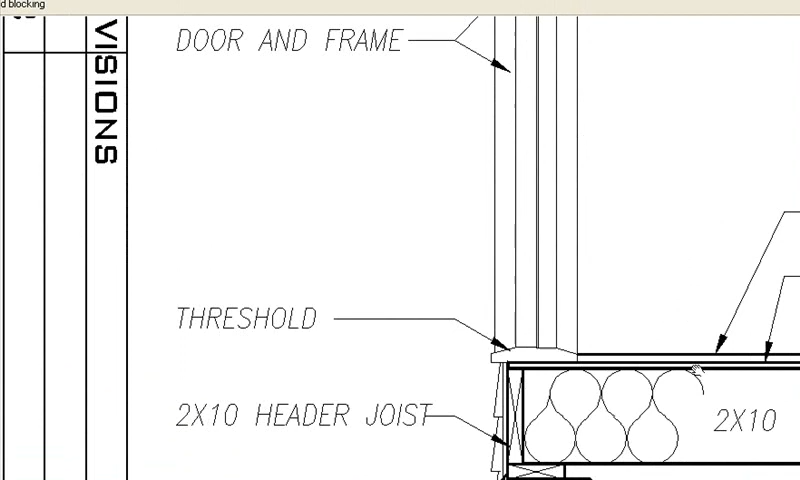 d blocking
VISIONS
DOOR AND FRAME
THRESHOLD
2X10 HEADER JOIST
2X10